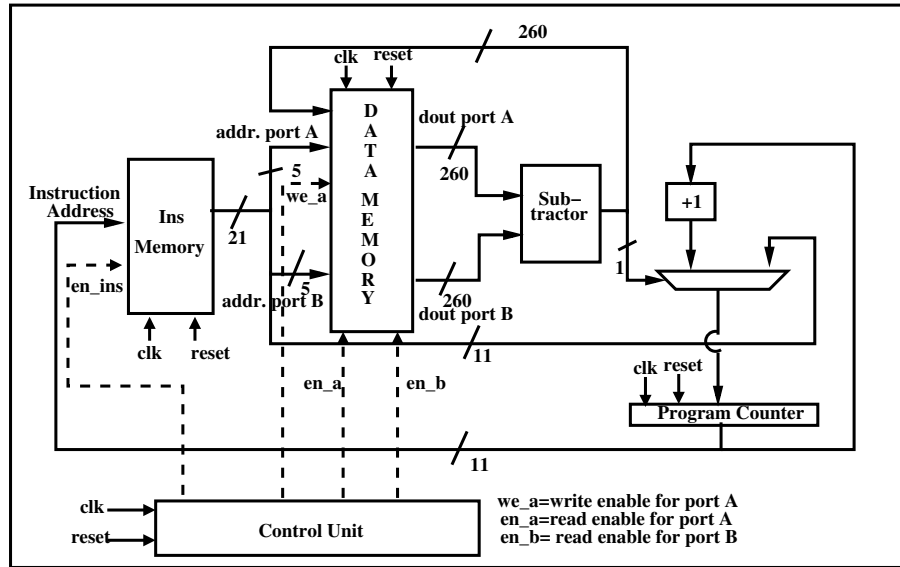 260
clk
reset
D
A
T
A
M
E
M
O
R
Y
addr. port A
dout port A
5
260
we_a
Instruction
Address
Ins
Memory
21
Sub-
tractor
+1
1
en_ins
5
addr. port B
260
dout port B
clk
reset
11
en_a
en_b
clk
reset
Program Counter
11
clk
reset
Control Unit
we_a=write enable for port A
en_a=read enable for port A
en_b= read enable for port B